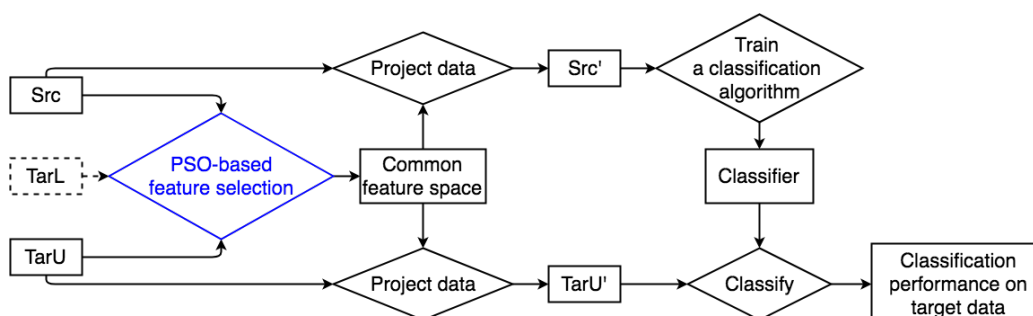 Src
Project data
Src'
Train
a classification
algorithm
TarL
PSO-based
feature selection
Common
feature space
Classifier
TarU
Project data
TarU'
Classify
Classification
performance on
target data